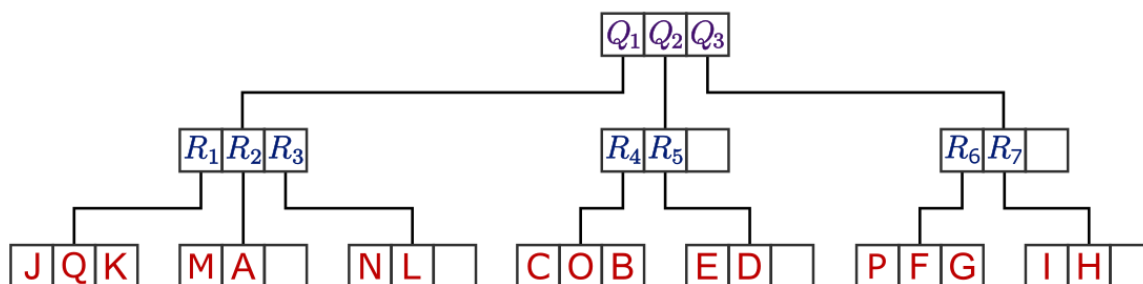 Q₁ Q₂ Q₃
R₁ R₂ R₃ R₄ R₅ R₆ R₇
J Q K M A N L C O B E D P F G I H